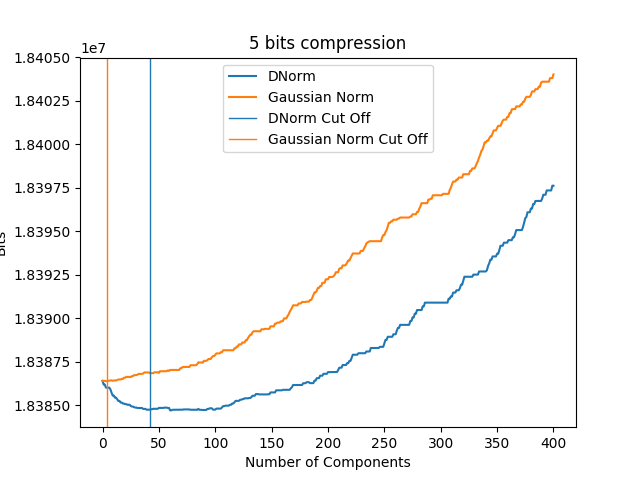 5 bits compression
1e7
1.84050
1.84025
1.84000
1.83975
1.83950
1.83925
1.83900
1.83875
1.83850
Bits
DNorm
Gaussian Norm
DNorm Cut Off
Gaussian Norm Cut Off
0 50 100 150 200 250 300 350 400
Number of Components